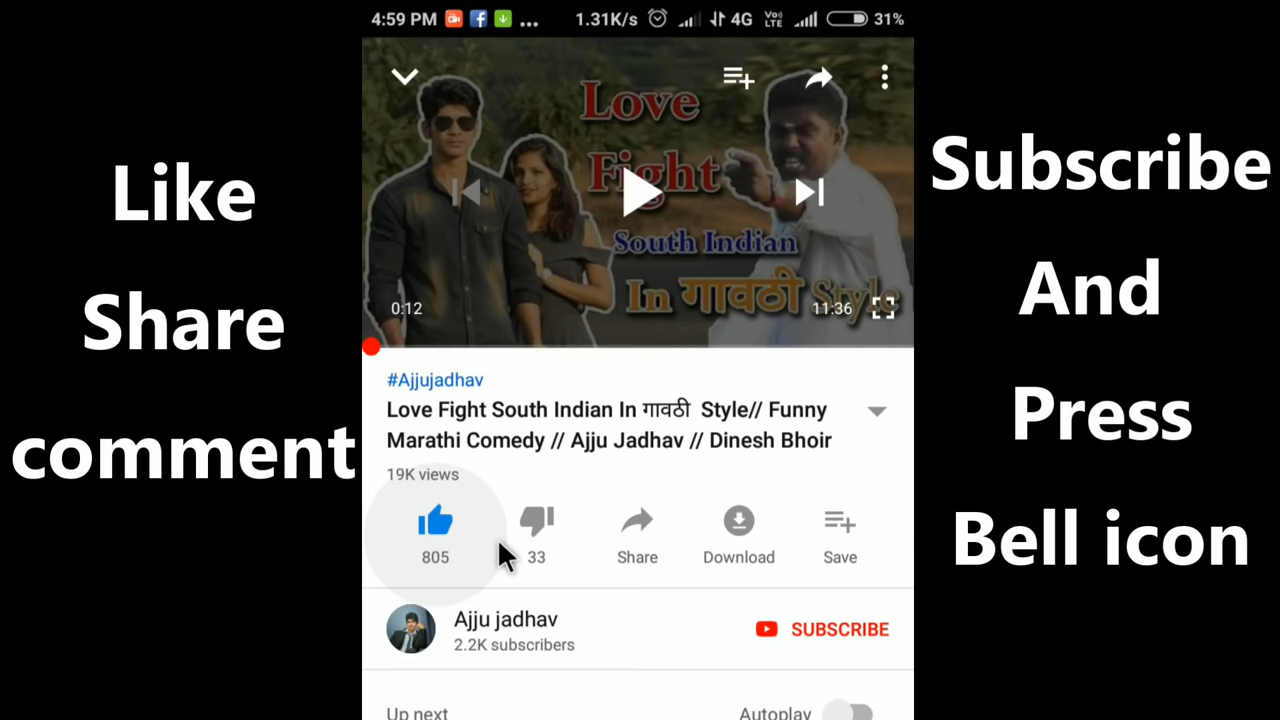 Like
Share
comment
4:59 PM ... 1.31K/s 4G Vo) LTE 31%
Love
Fight
South Indian
In गावठी Style
0:12 11:36
#Ajjujadhav
Love Fight South Indian In गावठी Style// Funny
Marathi Comedy // Ajju Jadhav // Dinesh Bhoir
19K views
805 33 Share Download Save
Ajju jadhav
2.2K subscribers
SUBSCRIBE
Up next Autoplay
Subscribe
And
Press
Bell icon